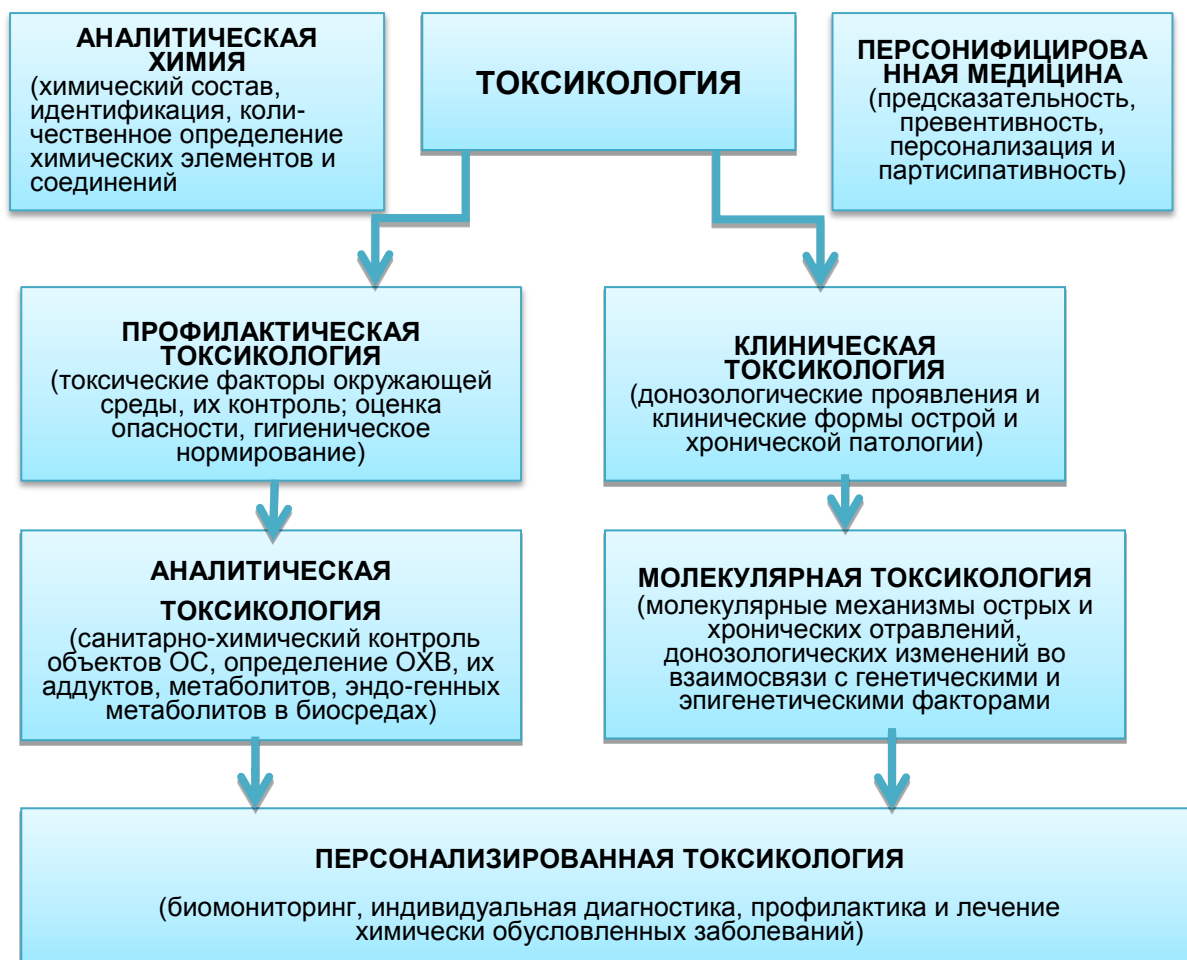 АНАЛИТИЧЕСКАЯ
ХИМИЯ
(химический состав,
идентификация, коли-
чественное определение
химических элементов и
соединений
ТОКСИКОЛОГИЯ
ПЕРСОНИФИЦИРОВА
ННАЯ МЕДИЦИНА
(предсказательность,
превентивность,
персонализация и
партисипативность)
ПРОФИЛАКТИЧЕСКАЯ
ТОКСИКОЛОГИЯ
(токсические факторы окружающей
среды, их контроль; оценка
опасности, гигиеническое
нормирование)
КЛИНИЧЕСКАЯ
ТОКСИКОЛОГИЯ
(донозологические проявления и
клинические формы острой и
хронической патологии)
АНАЛИТИЧЕСКАЯ
ТОКСИКОЛОГИЯ
(санитарно-химический контроль
объектов ОС, определение ОХВ, их
аддуктов, метаболитов, эндо-генных
метаболитов в биосредах)
МОЛЕКУЛЯРНАЯ ТОКСИКОЛОГИЯ
(молекулярные механизмы острых и
хронических отравлений,
донозологических изменений во
взаимосвязи с генетическими и
эпигенетическими факторами
ПЕРСОНАЛИЗИРОВАННАЯ ТОКСИКОЛОГИЯ
(биомониторинг, индивидуальная диагностика, профилактика и лечение
химически обусловленных заболеваний)